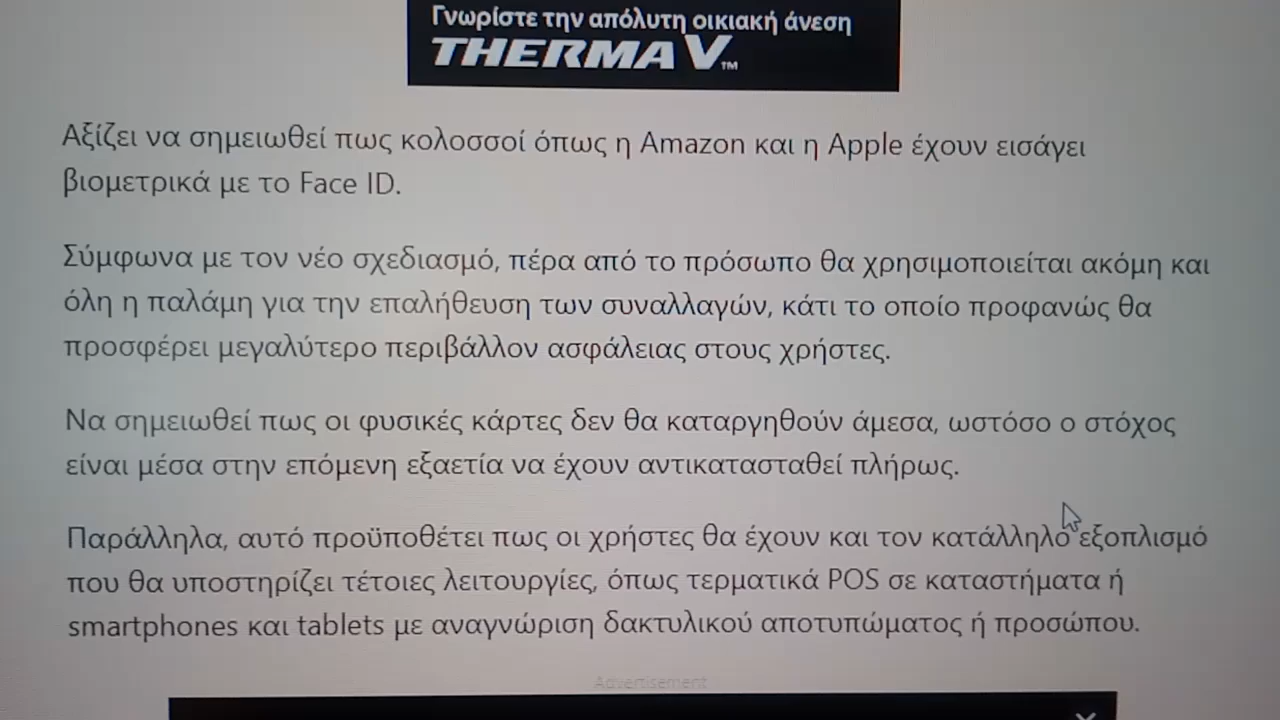 Γνωρίστε την απόλυτη οικιακή άνεση
THERMA V™
Αξίζει να σημειωθεί πως κολοσσοί όπως η Amazon και η Apple έχουν εισάγει
βιομετρικά με το Face ID.
Σύμφωνα με τον νέο σχεδιασμό, πέρα από το πρόσωπο θα χρησιμοποιείται ακόμη και
όλη η παλάμη για την επαλήθευση των συναλλαγών, κάτι το οποίο προφανώς θα
προσφέρει μεγαλύτερο περιβάλλον ασφάλειας στους χρήστες.
Να σημειωθεί πως οι φυσικές κάρτες δεν θα καταργηθούν άμεσα, ωστόσο ο στόχος
είναι μέσα στην επόμενη εξαετία να έχουν αντικατασταθεί πλήρως.
Παράλληλα, αυτό προϋποθέτει πως οι χρήστες θα έχουν και τον κατάλληλο εξοπλισμό
που θα υποστηρίζει τέτοιες λειτουργίες, όπως τερματικά POS σε καταστήματα ή
smartphones και tablets με αναγνώριση δακτυλικού αποτυπώματος ή προσώπου.
Advertisement